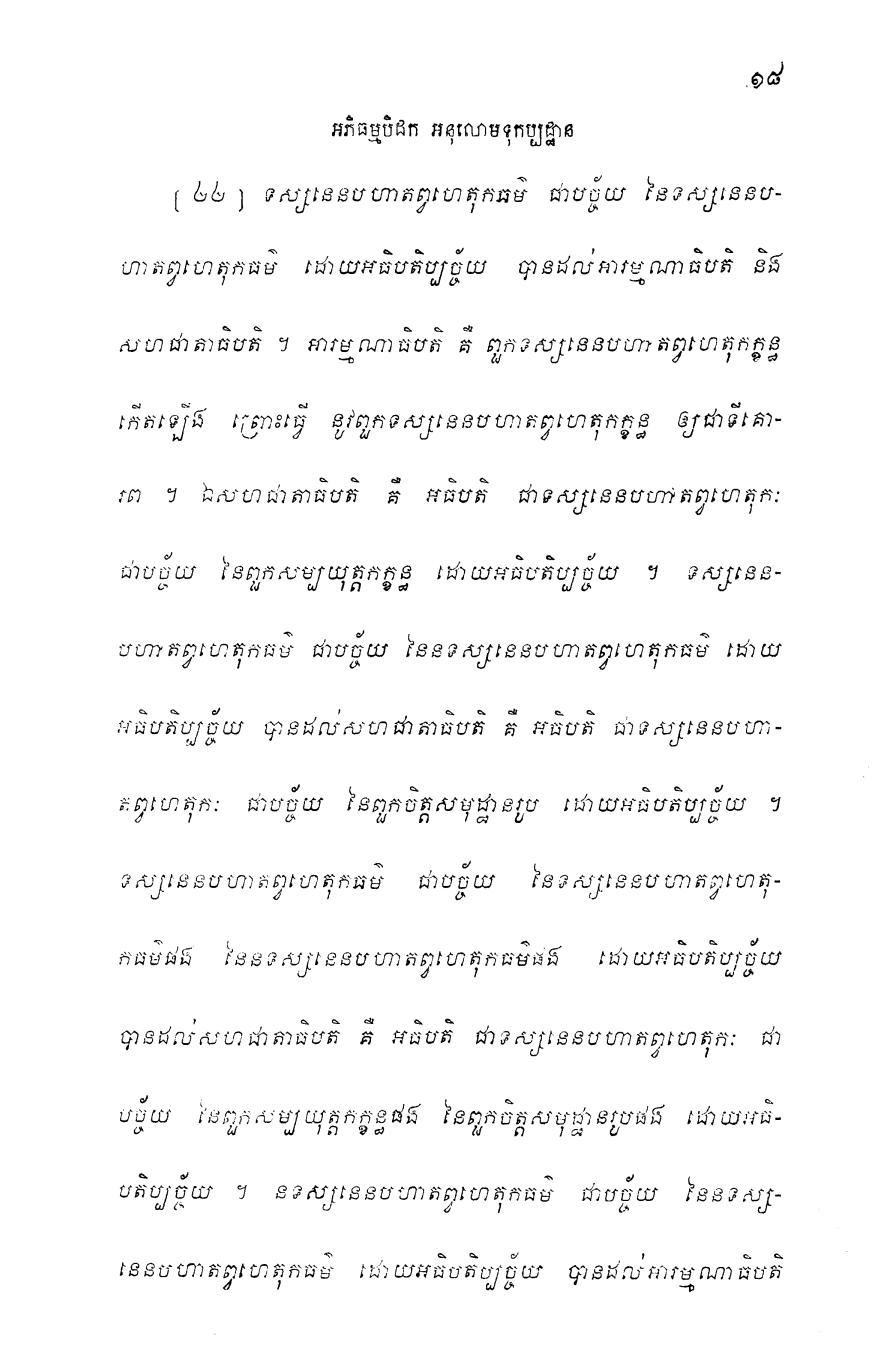 ១៨
អភិធម្មបិដក អនុលោមទុកប្បដ្ឋាន
[ ៤៤ ] ទស្សនេនបហាតព្វហេតុកធម៌ ជាបច្ច័យ នៃទស្សនេនប-
ហាតព្វហេតុកធម៌ ដោយអធិបតិប្បច្ច័យ បានដល់អារម្មណាធិបតិ និង
សហជាតាធិបតិ ។ អារម្មណាធិបតិ គឺ ពួកទស្សនេនបហាតព្វហេតុកក្ខន្ធ
កើតឡើង ព្រោះធ្វើ នូវពួកទស្សនេនបហាតព្វហេតុកក្ខន្ធ ឲ្យជាទីគោ-
រព ។ ឯសហជាតាធិបតិ គឺ អធិបតិ ជាទស្សនេនបហាតព្វហេតុកៈ
ជាបច្ច័យ នៃពួកសម្បយុត្តកក្ខន្ធ ដោយអធិបតិប្បច្ច័យ ។ ទស្សនេន-
បហាតព្វហេតុកធម៌ ជាបច្ច័យ នៃនទស្សនេនបហាតព្វហេតុកធម៌ ដោយ
អធិបតិប្បច្ច័យ បានដល់សហជាតាធិបតិ គឺ អធិបតិ ជាទស្សនេនបហា-
តព្វហេតុកៈ ជាបច្ច័យ នៃពួកចិត្តសមុដ្ឋានរូប ដោយអធិបតិប្បច្ច័យ ។
ទស្សនេនបហាតព្វហេតុកធម៌ ជាបច្ច័យ នៃទស្សនេនបហាតព្វហេតុ-
កធម៌ផង នៃនទស្សនេនបហាតព្វហេតុកធម៌ផង ដោយអធិបតិប្បច្ច័យ
បានដល់សហជាតាធិបតិ គឺ អធិបតិ ជាទស្សនេនបហាតព្វហេតុកៈ ជា
បច្ច័យ នៃពួកសម្បយុត្តកក្ខន្ធផង នៃពួកចិត្តសមុដ្ឋានរូបផង ដោយអធិ-
បតិប្បច្ច័យ ។ នទស្សនេនបហាតព្វហេតុកធម៌ ជាបច្ច័យ នៃនទស្ស-
នេនបហាតព្វហេតុកធម៌ ដោយអធិបតិប្បច្ច័យ បានដល់អារម្មណាធិបតិ